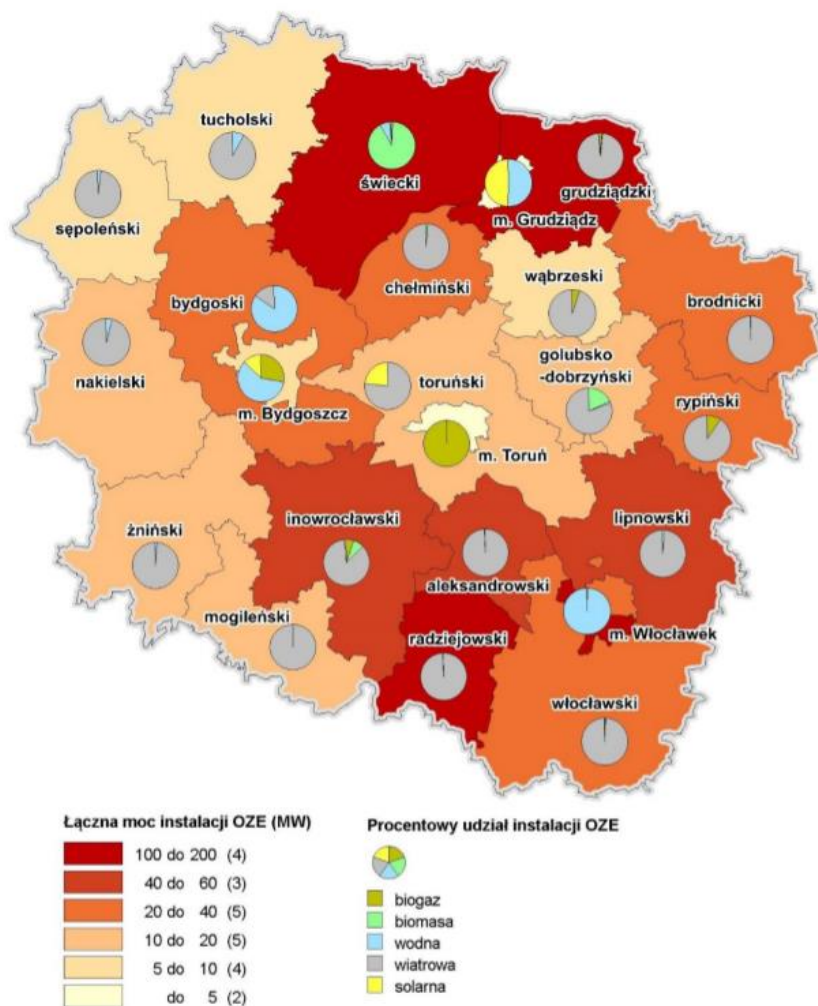 tucholski
świecki
grudziądzki
m. Grudziądz
sępoleński
chełmiński
wąbrzeski
bydgoski
brodnicki
nakielski
golubsko
-dobrzyński
toruński
rypiński
m. Bydgoszcz
m. Toruń
inowrocławski
lipnowski
żniński
aleksandrowski
mogileński
m. Włocławek
radziejowski
włocławski
Łączna moc instalacji OZE (MW)
100 do 200 (4)
40 do 60 (3)
20 do 40 (5)
10 do 20 (5)
5 do 10 (4)
do 5 (2)
Procentowy udział instalacji OZE
biogaz
biomasa
wodna
wiatrowa
solarna